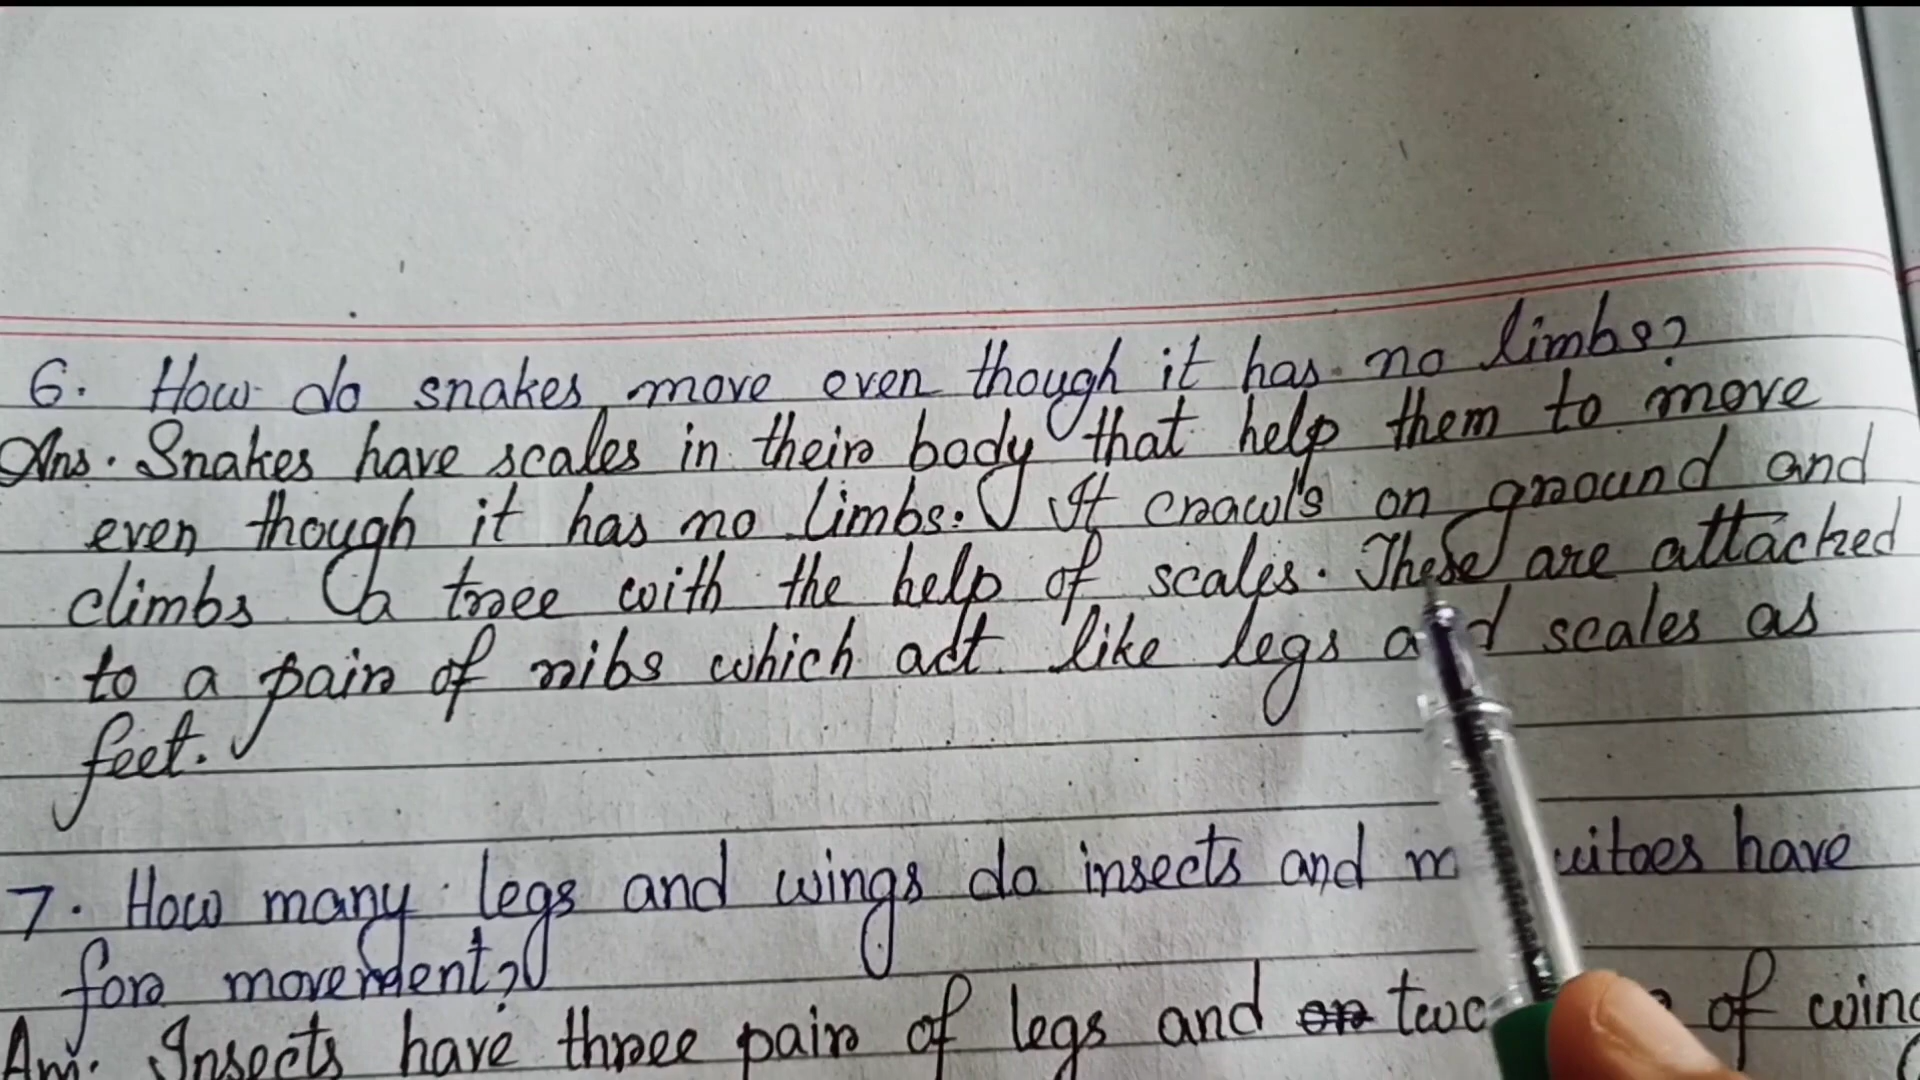 6. How do snakes move even though it has no limbs?
Ans. Snakes have scales in their body that help them to move
even though it has no limbs. It crawls on ground and
climbs a tree with the help of scales. These are attached
to a pair of ribs which act like legs and scales as
feet.
7. How many legs and wings do insects and have
for movement?
Ans. Insects have three pair of legs and two of